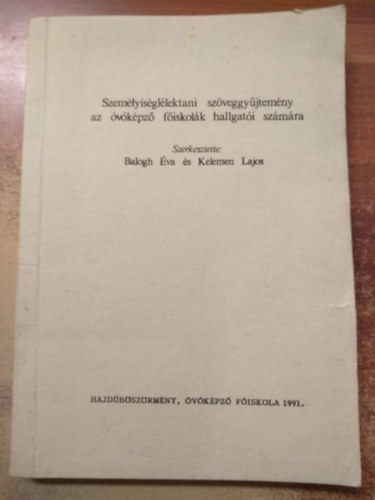 Személyiséglélektani szöveggyűjtemény
az óvóképző főiskolák hallgatói számára
Szerkesztette:
Balogh Éva és Kelemen Lajos
HAJDÚBÖSZÖRMÉNY, ÓVÓKÉPZŐ FŐISKOLA 1991.